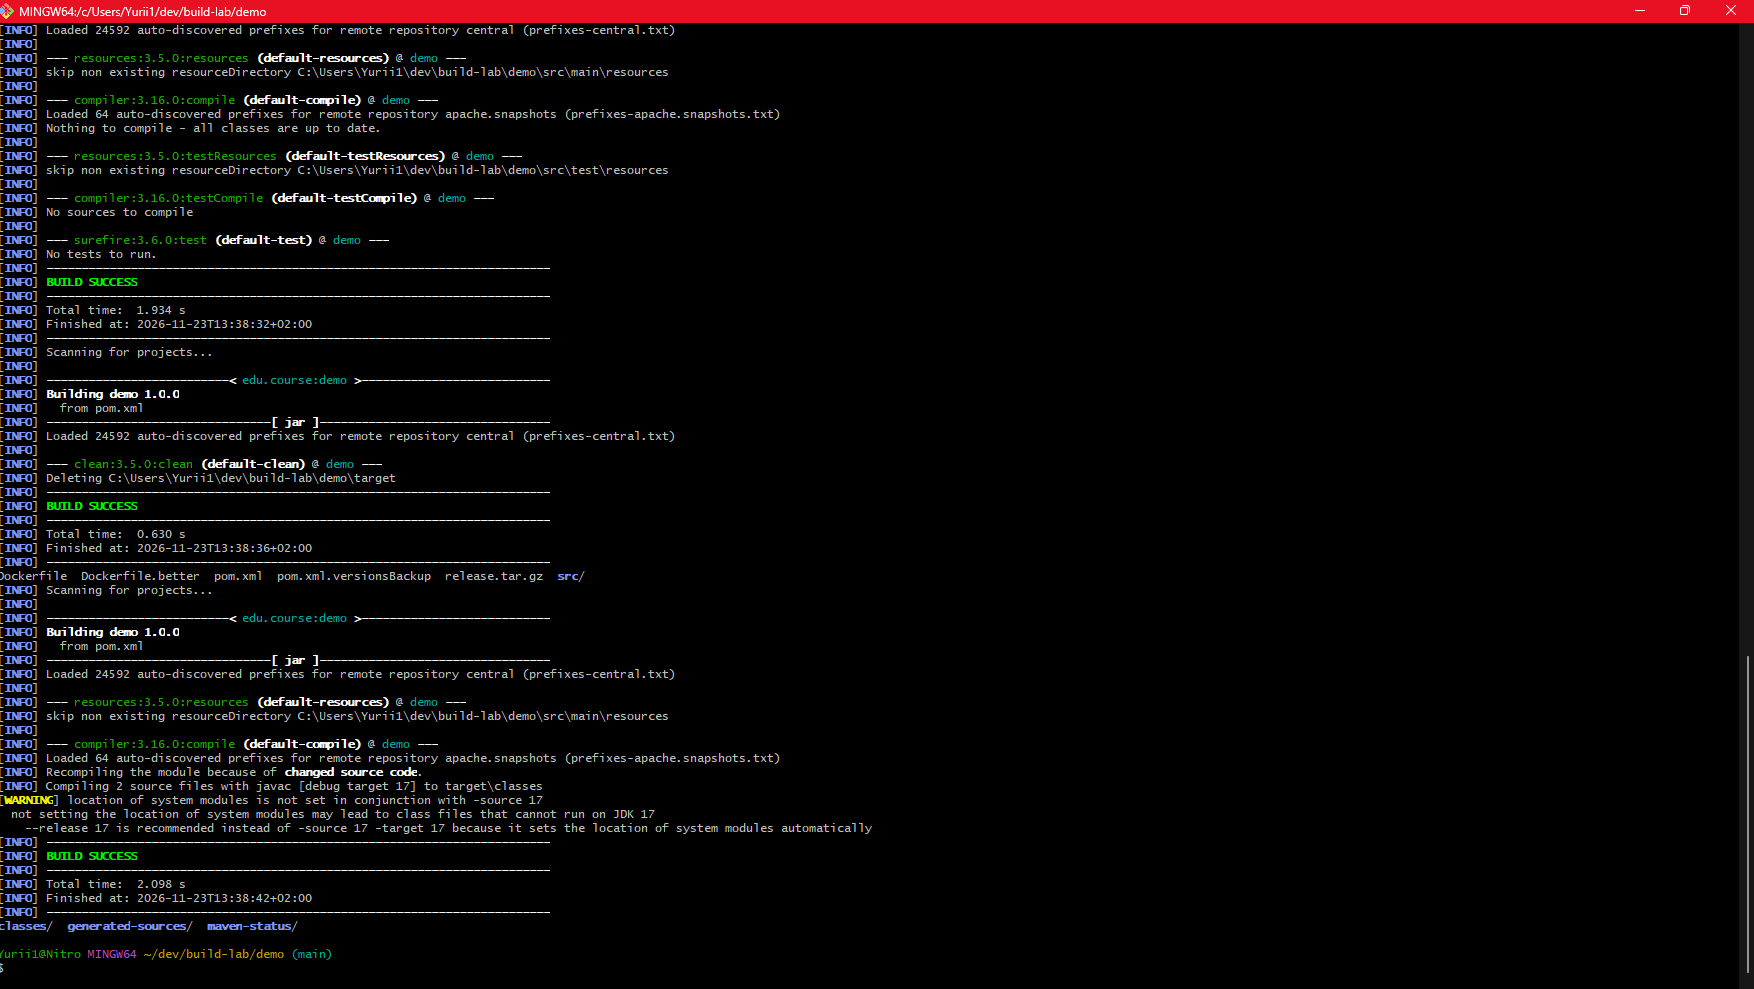 MINGW64:/c/Users/Yurii1/dev/build-lab/demo
[INFO] Loaded 24592 auto-discovered prefixes for remote repository central (prefixes-central.txt)
[INFO]
[INFO] --- resources:3.5.0:resources (default-resources) @ demo ---
[INFO] skip non existing resourceDirectory C:\Users\Yurii1\dev\build-lab\demo\src\main\resources
[INFO]
[INFO] --- compiler:3.16.0:compile (default-compile) @ demo ---
[INFO] Loaded 64 auto-discovered prefixes for remote repository apache.snapshots (prefixes-apache.snapshots.txt)
[INFO] Nothing to compile - all classes are up to date.
[INFO]
[INFO] --- resources:3.5.0:testResources (default-testResources) @ demo ---
[INFO] skip non existing resourceDirectory C:\Users\Yurii1\dev\build-lab\demo\src\test\resources
[INFO]
[INFO] --- compiler:3.16.0:testCompile (default-testCompile) @ demo ---
[INFO] No sources to compile
[INFO]
[INFO] --- surefire:3.6.0:test (default-test) @ demo ---
[INFO] No tests to run.
[INFO] ------------------------------------------------------------------------
[INFO] BUILD SUCCESS
[INFO] ------------------------------------------------------------------------
[INFO] Total time:  1.934 s
[INFO] Finished at: 2026-11-23T13:38:32+02:00
[INFO] ------------------------------------------------------------------------
[INFO] Scanning for projects...
[INFO]
[INFO] --------------------------< edu.course:demo >---------------------------
[INFO] Building demo 1.0.0
[INFO]   from pom.xml
[INFO] --------------------------------[ jar ]---------------------------------
[INFO] Loaded 24592 auto-discovered prefixes for remote repository central (prefixes-central.txt)
[INFO]
[INFO] --- clean:3.5.0:clean (default-clean) @ demo ---
[INFO] Deleting C:\Users\Yurii1\dev\build-lab\demo\target
[INFO] ------------------------------------------------------------------------
[INFO] BUILD SUCCESS
[INFO] ------------------------------------------------------------------------
[INFO] Total time:  0.630 s
[INFO] Finished at: 2026-11-23T13:38:36+02:00
[INFO] ------------------------------------------------------------------------
Dockerfile  Dockerfile.better  pom.xml  pom.xml.versionsBackup  release.tar.gz  src/
[INFO] Scanning for projects...
[INFO]
[INFO] --------------------------< edu.course:demo >---------------------------
[INFO] Building demo 1.0.0
[INFO]   from pom.xml
[INFO] --------------------------------[ jar ]---------------------------------
[INFO] Loaded 24592 auto-discovered prefixes for remote repository central (prefixes-central.txt)
[INFO]
[INFO] --- resources:3.5.0:resources (default-resources) @ demo ---
[INFO] skip non existing resourceDirectory C:\Users\Yurii1\dev\build-lab\demo\src\main\resources
[INFO]
[INFO] --- compiler:3.16.0:compile (default-compile) @ demo ---
[INFO] Loaded 64 auto-discovered prefixes for remote repository apache.snapshots (prefixes-apache.snapshots.txt)
[INFO] Recompiling the module because of changed source code.
[INFO] Compiling 2 source files with javac [debug target 17] to target\classes
[WARNING] location of system modules is not set in conjunction with -source 17
  not setting the location of system modules may lead to class files that cannot run on JDK 17
    --release 17 is recommended instead of -source 17 -target 17 because it sets the location of system modules automatically
[INFO] ------------------------------------------------------------------------
[INFO] BUILD SUCCESS
[INFO] ------------------------------------------------------------------------
[INFO] Total time:  2.098 s
[INFO] Finished at: 2026-11-23T13:38:42+02:00
[INFO] ------------------------------------------------------------------------
classes/  generated-sources/  maven-status/
Yurii1@Nitro MINGW64 ~/dev/build-lab/demo (main)
$